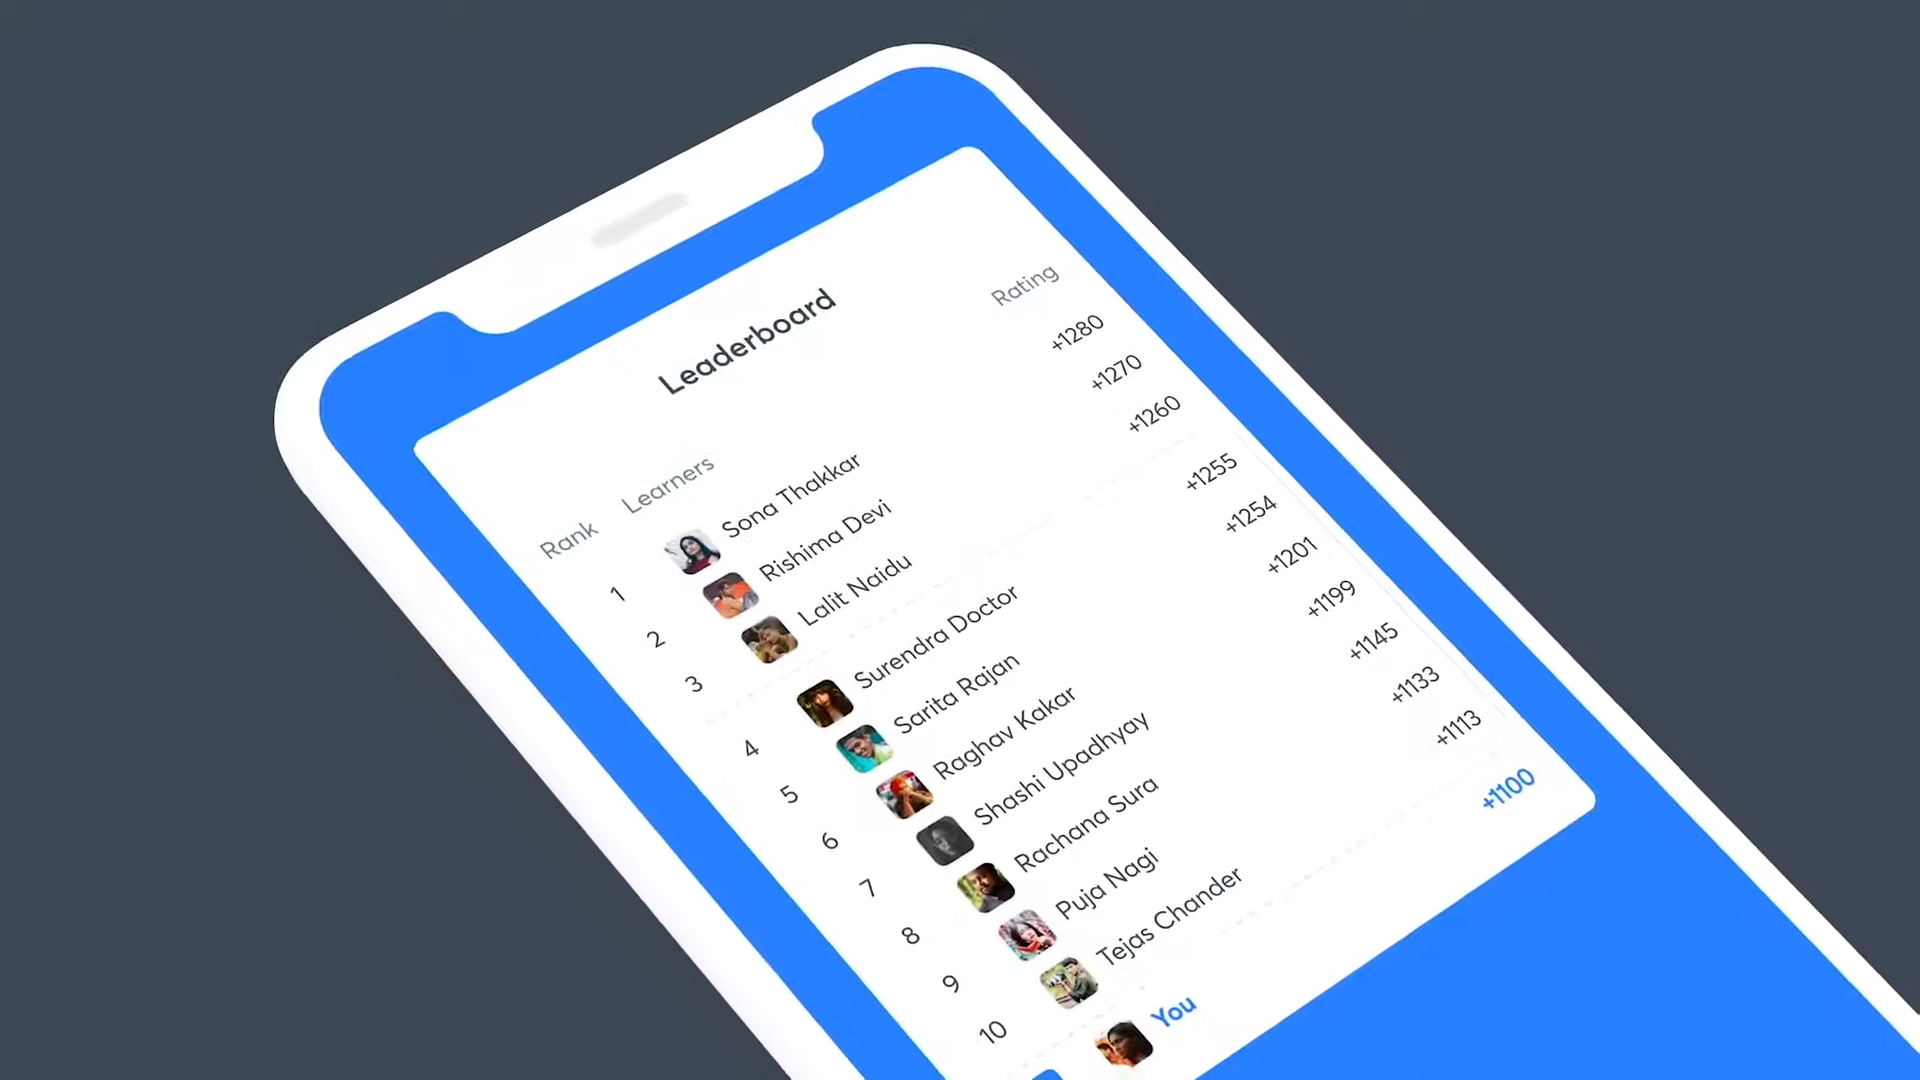 Leaderboard
Rank Learners Rating
1 Sona Thakkar +1280
2 Rishima Devi +1270
3 Lalit Naidu +1260
4 Surendra Doctor +1255
5 Sarita Rajan +1254
6 Raghav Kakar +1201
7 Shashi Upadhyay +1199
8 Rachana Sura +1145
9 Puja Nagi +1133
10 Tejas Chander +1113
You +1100